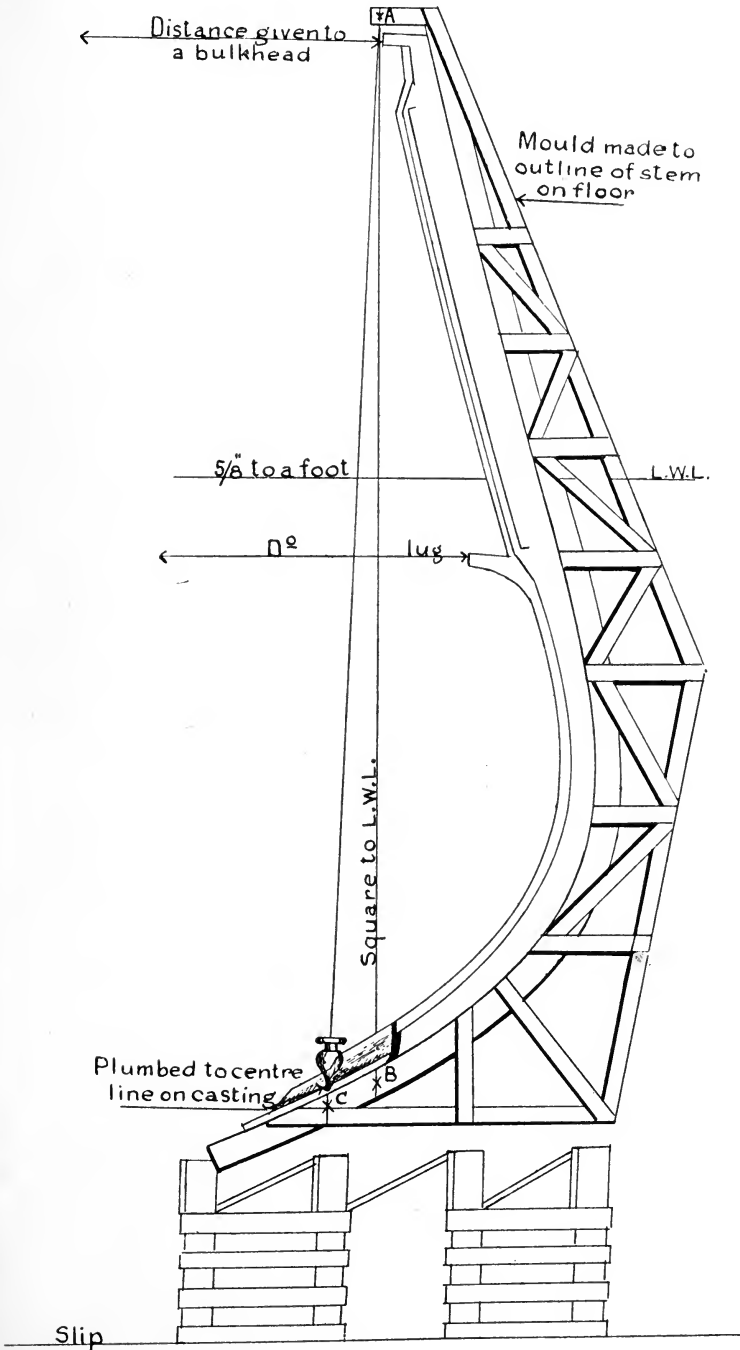 A
Distance given to
a bulkhead
Mould made to
outline of stem
on floor
5/8" to a foot
L.W.L.
Dº
lug
Square to L.W.L.
Plumbed to centre
line on casting
B
C
Slip